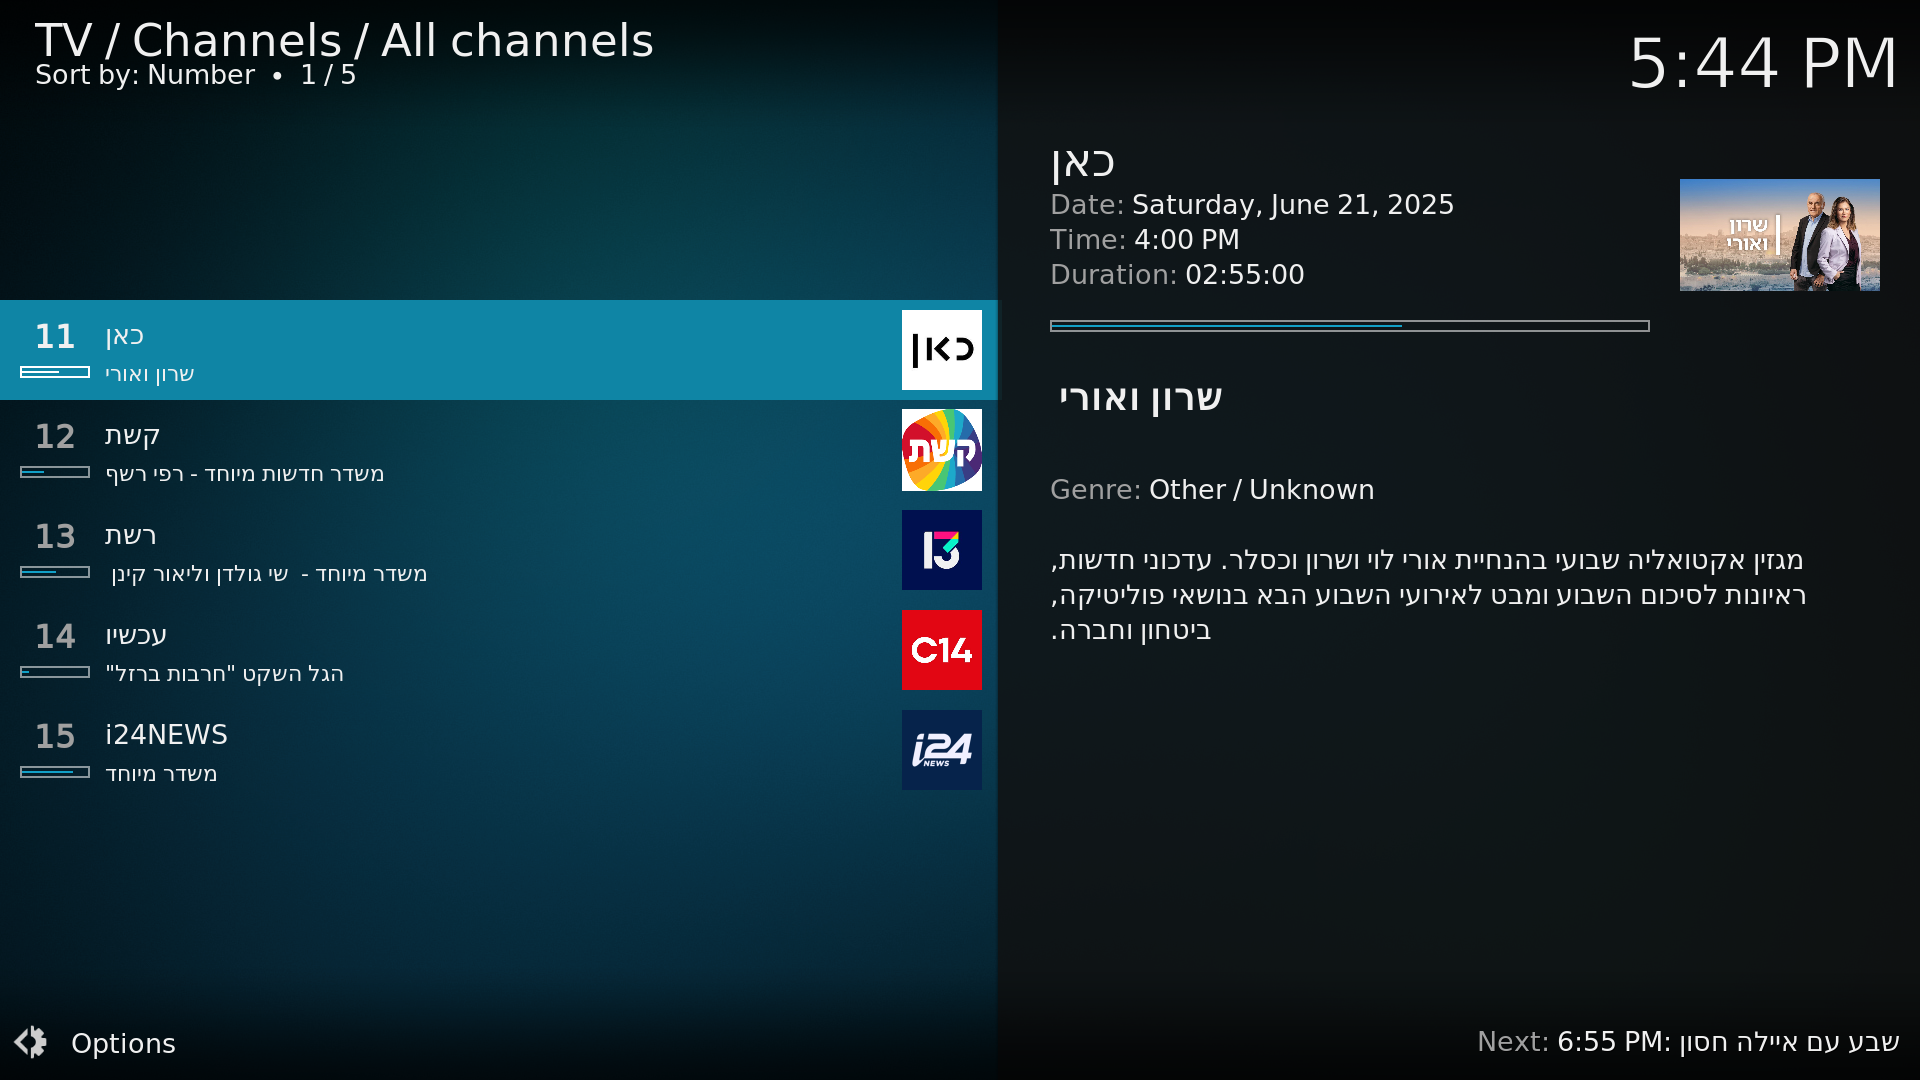 TV / Channels / All channels
Sort by: Number • 1 / 5
5:44 PM
11
כאן
שרון ואורי
כאן
12
קשת
משדר חדשות מיוחד - רפי רשף
קשת
13
רשת
משדר מיוחד -  שי גולדן וליאור קינן
13
14
עכשיו
הגל השקט "חרבות ברזל"
C14
15
i24NEWS
משדר מיוחד
i24
NEWS
כאן
Date: Saturday, June 21, 2025
Time: 4:00 PM
Duration: 02:55:00
שרון
ואורי
שרון ואורי
Genre: Other / Unknown
מגזין אקטואליה שבועי בהנחיית אורי לוי ושרון וכסלר. עדכוני חדשות,
ראיונות לסיכום השבוע ומבט לאירועי השבוע הבא בנושאי פוליטיקה,
ביטחון וחברה.
Options
Next: 6:55 PM: שבע עם איילה חסון